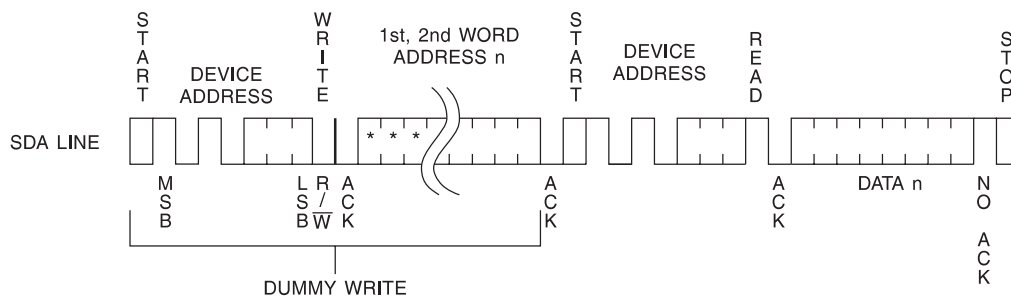 START
WRITE
1st, 2nd WORD
ADDRESS n
START
READ
STOP
DEVICE
ADDRESS
DEVICE
ADDRESS
SDA LINE
* * *
MSB
LSB
R/W
ACK
ACK
ACK
DATA n
NO ACK
DUMMY WRITE